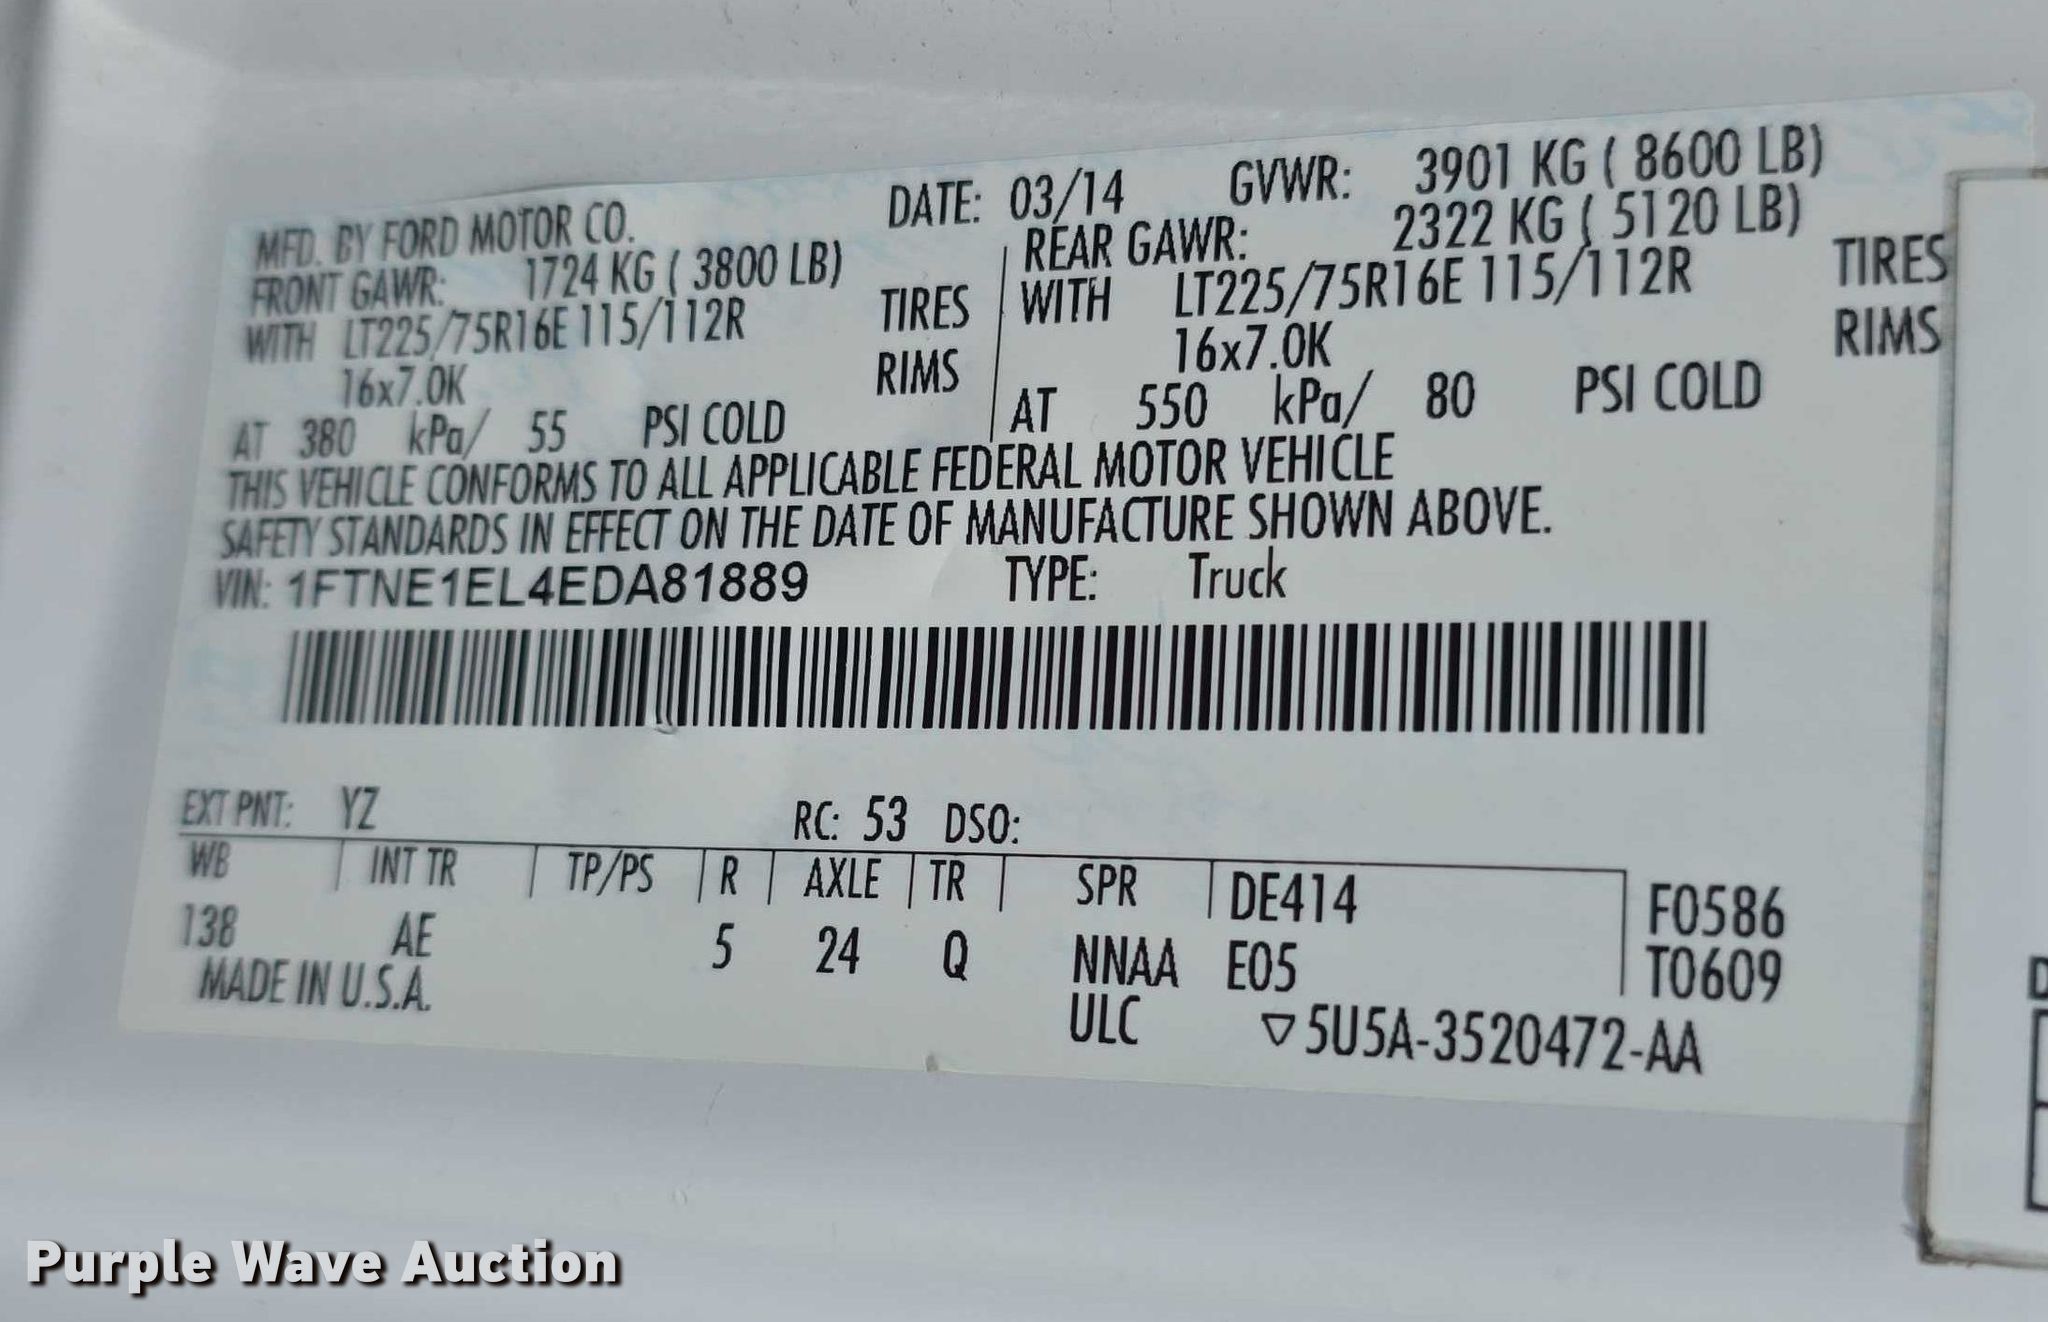 MFD. BY FORD MOTOR CO. DATE: 03/14 GVWR: 3901 KG ( 8600 LB)
FRONT GAWR: 1724 KG ( 3800 LB) REAR GAWR: 2322 KG ( 5120 LB)
WITH LT225/75R16E 115/112R TIRES WITH LT225/75R16E 115/112R TIRES
16x7.0K RIMS 16x7.0K RIMS
AT 380 kPa/ 55 PSI COLD AT 550 kPa/ 80 PSI COLD
THIS VEHICLE CONFORMS TO ALL APPLICABLE FEDERAL MOTOR VEHICLE
SAFETY STANDARDS IN EFFECT ON THE DATE OF MANUFACTURE SHOWN ABOVE.
VIN: 1FTNE1EL4EDA81889 TYPE: Truck
EXT PNT: YZ RC: 53 DSO:
WB INT TR TP/PS R AXLE TR SPR DE414 F0586
138 AE 5 24 Q NNAA E05 T0609
MADE IN U.S.A. ULC ▽5U5A-3520472-AA
D
Purple Wave Auction